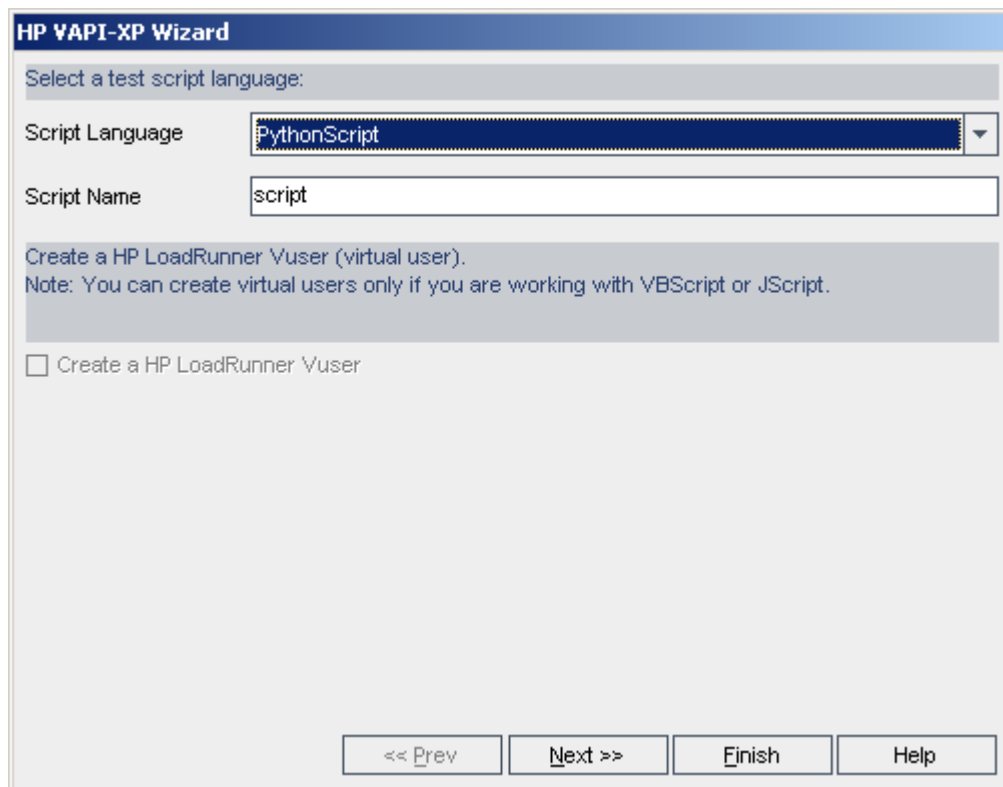 HP VAPI-XP Wizard
Select a test script language:
Script Language
PythonScript
Script Name
script
Create a HP LoadRunner Vuser (virtual user).
Note: You can create virtual users only if you are working with VBScript or JScript.
Create a HP LoadRunner Vuser
<< Prev
Next >>
Finish
Help